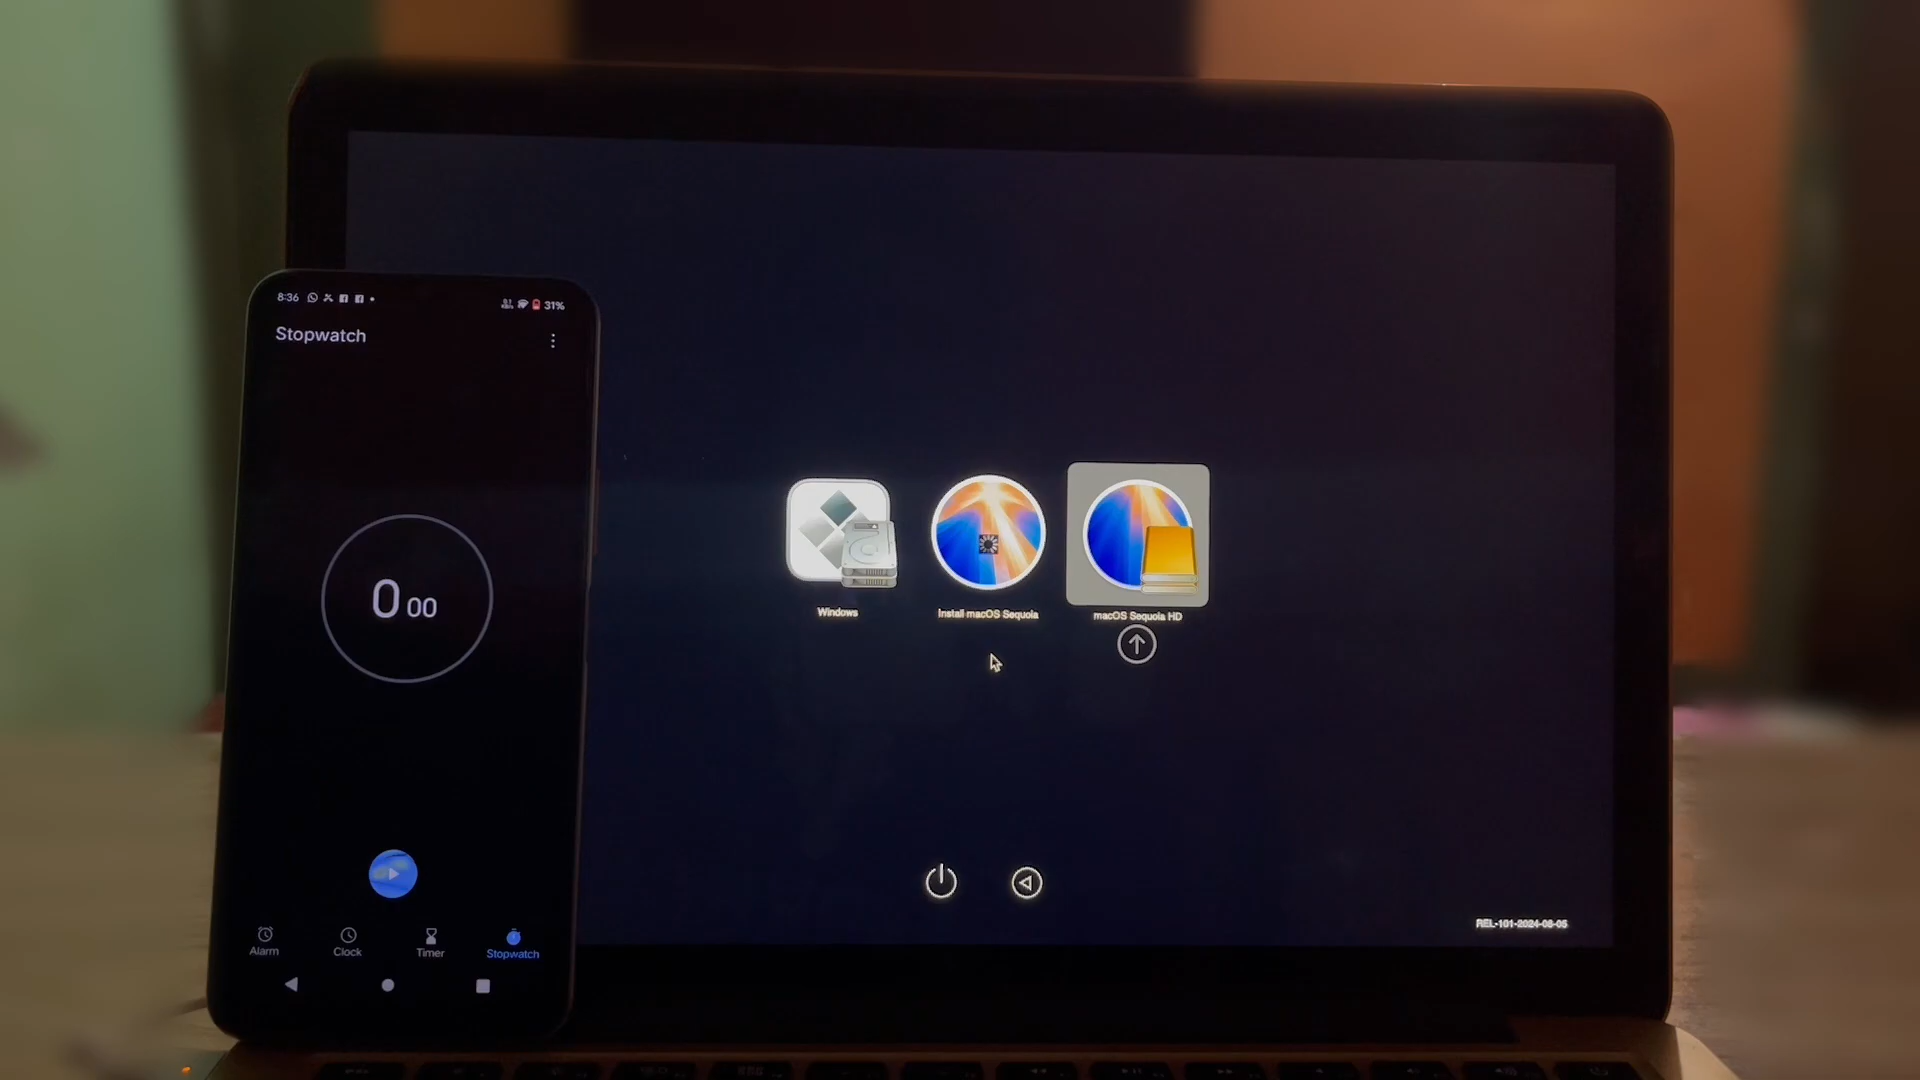 8:36
31%
Stopwatch
0 00
Alarm
Clock
Timer
Stopwatch
Windows
Install macOS Sequoia
macOS Sequoia HD
REL-101-2024-08-05